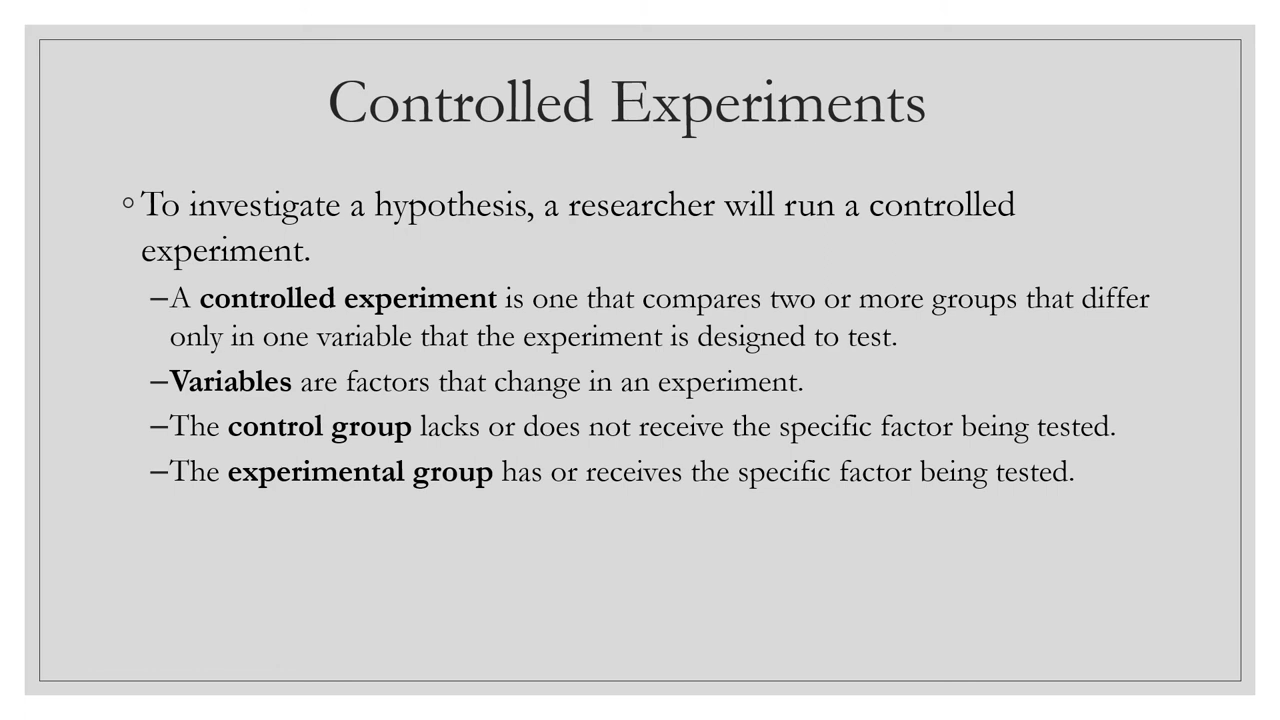 Controlled Experiments
◦ To investigate a hypothesis, a researcher will run a controlled
experiment.
–A controlled experiment is one that compares two or more groups that differ
only in one variable that the experiment is designed to test.
–Variables are factors that change in an experiment.
–The control group lacks or does not receive the specific factor being tested.
–The experimental group has or receives the specific factor being tested.